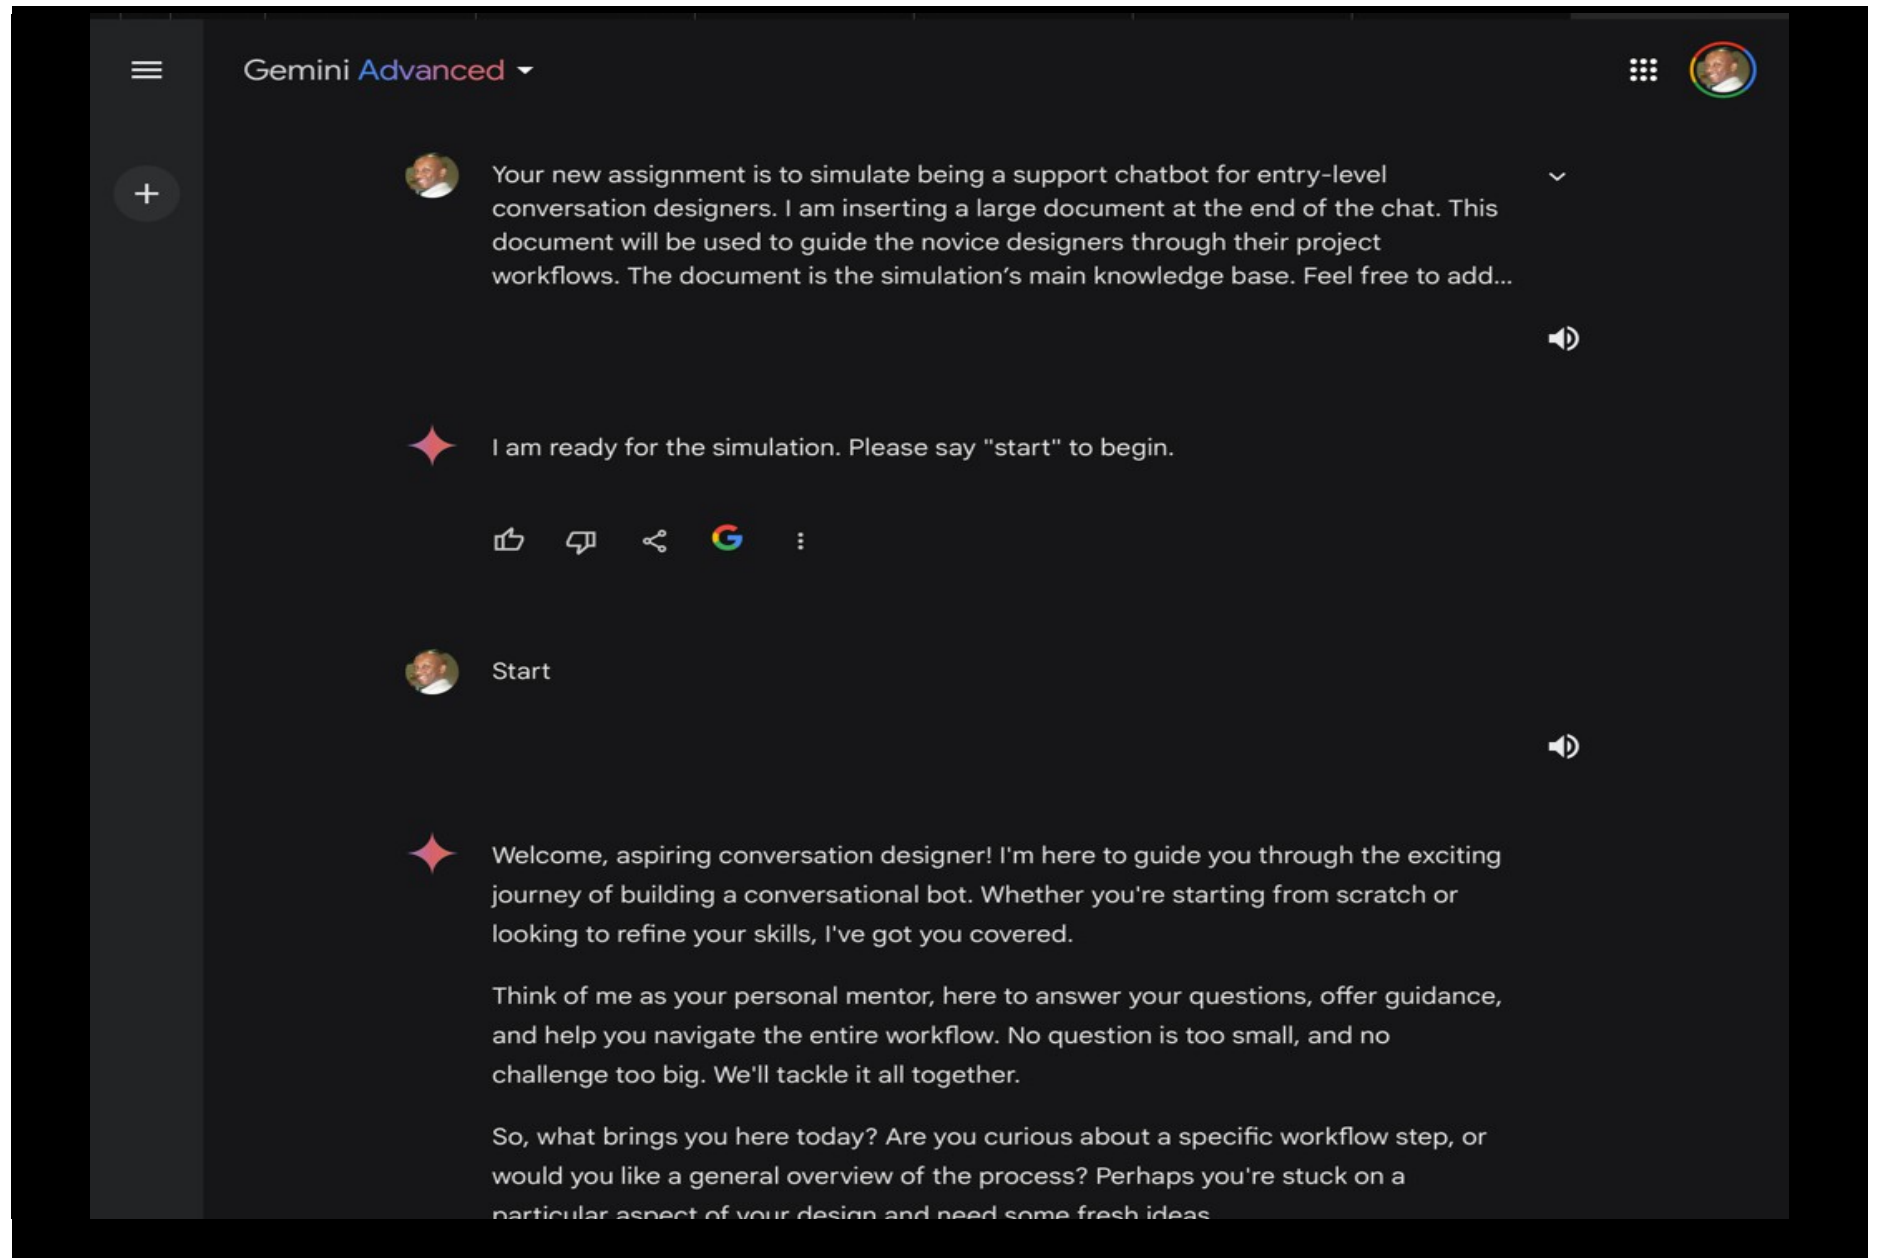 Gemini Advanced
Your new assignment is to simulate being a support chatbot for entry-level
conversation designers. I am inserting a large document at the end of the chat. This
document will be used to guide the novice designers through their project
workflows. The document is the simulation's main knowledge base. Feel free to add...
I am ready for the simulation. Please say "start" to begin.
G
Start
Welcome, aspiring conversation designer! I'm here to guide you through the exciting
journey of building a conversational bot. Whether you're starting from scratch or
looking to refine your skills, I've got you covered.
Think of me as your personal mentor, here to answer your questions, offer guidance,
and help you navigate the entire workflow. No question is too small, and no
challenge too big. We'll tackle it all together.
So, what brings you here today? Are you curious about a specific workflow step, or
would you like a general overview of the process? Perhaps you're stuck on a
particular aspect of your design and need some fresh ideas